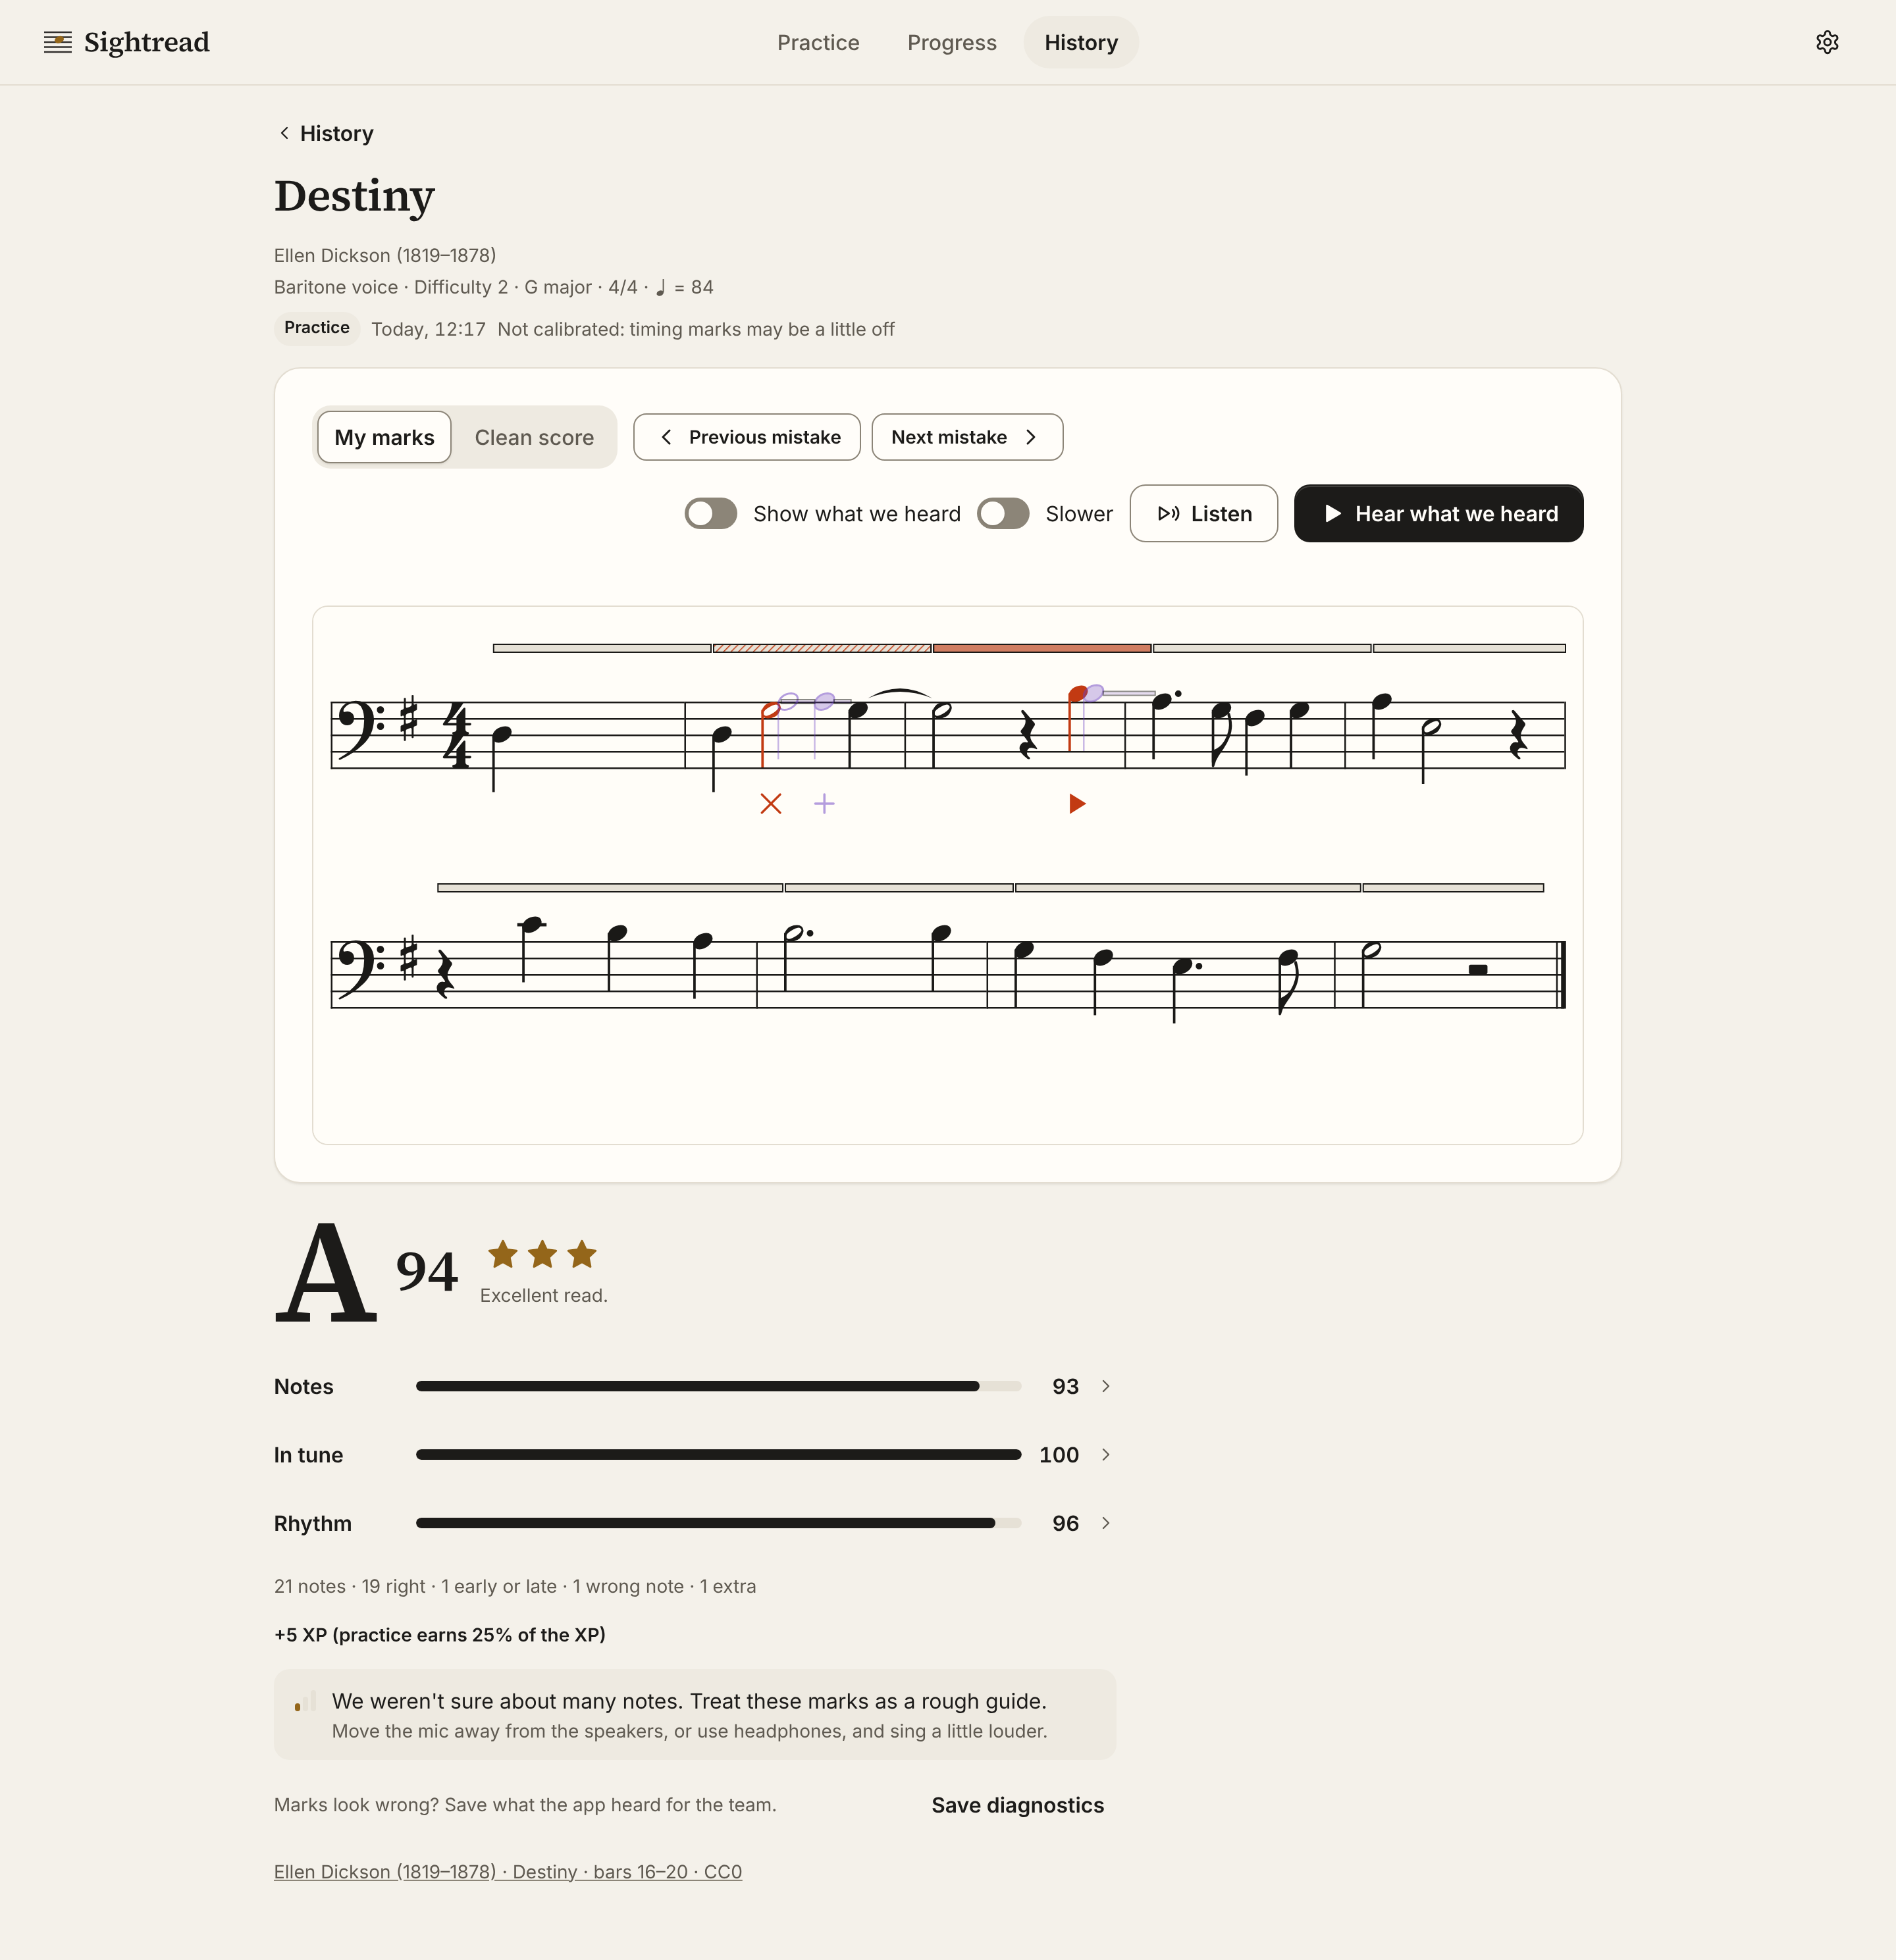 Sightread
Practice
Progress
History
History
Destiny
Ellen Dickson (1819–1878)
Baritone voice · Difficulty 2 · G major · 4/4 · ♩ = 84
Practice Today, 12:17 Not calibrated: timing marks may be a little off
My marks
Clean score
Previous mistake
Next mistake
Show what we heard
Slower
Listen
Hear what we heard
4
4
A 94
Excellent read.
Notes 93
In tune 100
Rhythm 96
21 notes · 19 right · 1 early or late · 1 wrong note · 1 extra
+5 XP (practice earns 25% of the XP)
We weren't sure about many notes. Treat these marks as a rough guide.
Move the mic away from the speakers, or use headphones, and sing a little louder.
Marks look wrong? Save what the app heard for the team.
Save diagnostics
Ellen Dickson (1819–1878) · Destiny · bars 16–20 · CC0